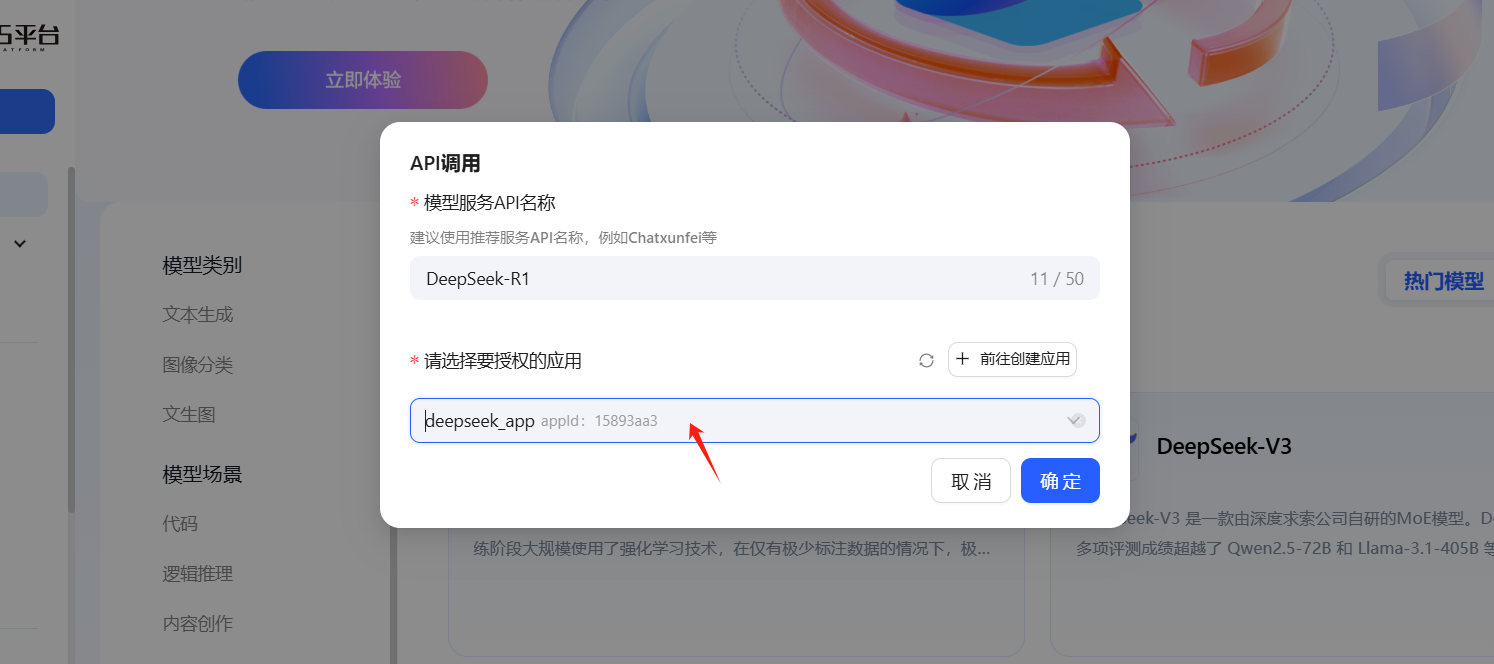 平台
ATFORM
立即体验
API调用
* 模型服务API名称
建议使用推荐服务API名称，例如Chatxunfei等
DeepSeek-R1
11 / 50
* 请选择要授权的应用
前往创建应用
deepseek_app appId：15893aa3
取 消
确 定
模型类别
文本生成
图像分类
文生图
模型场景
代码
逻辑推理
内容创作
热门模型
DeepSeek-V3
eek-V3 是一款由深度求索公司自研的MoE模型。D
练阶段大规模使用了强化学习技术，在仅有极少标注数据的情况下，极...
多项评测成绩超越了 Qwen2.5-72B 和 Llama-3.1-405B 等